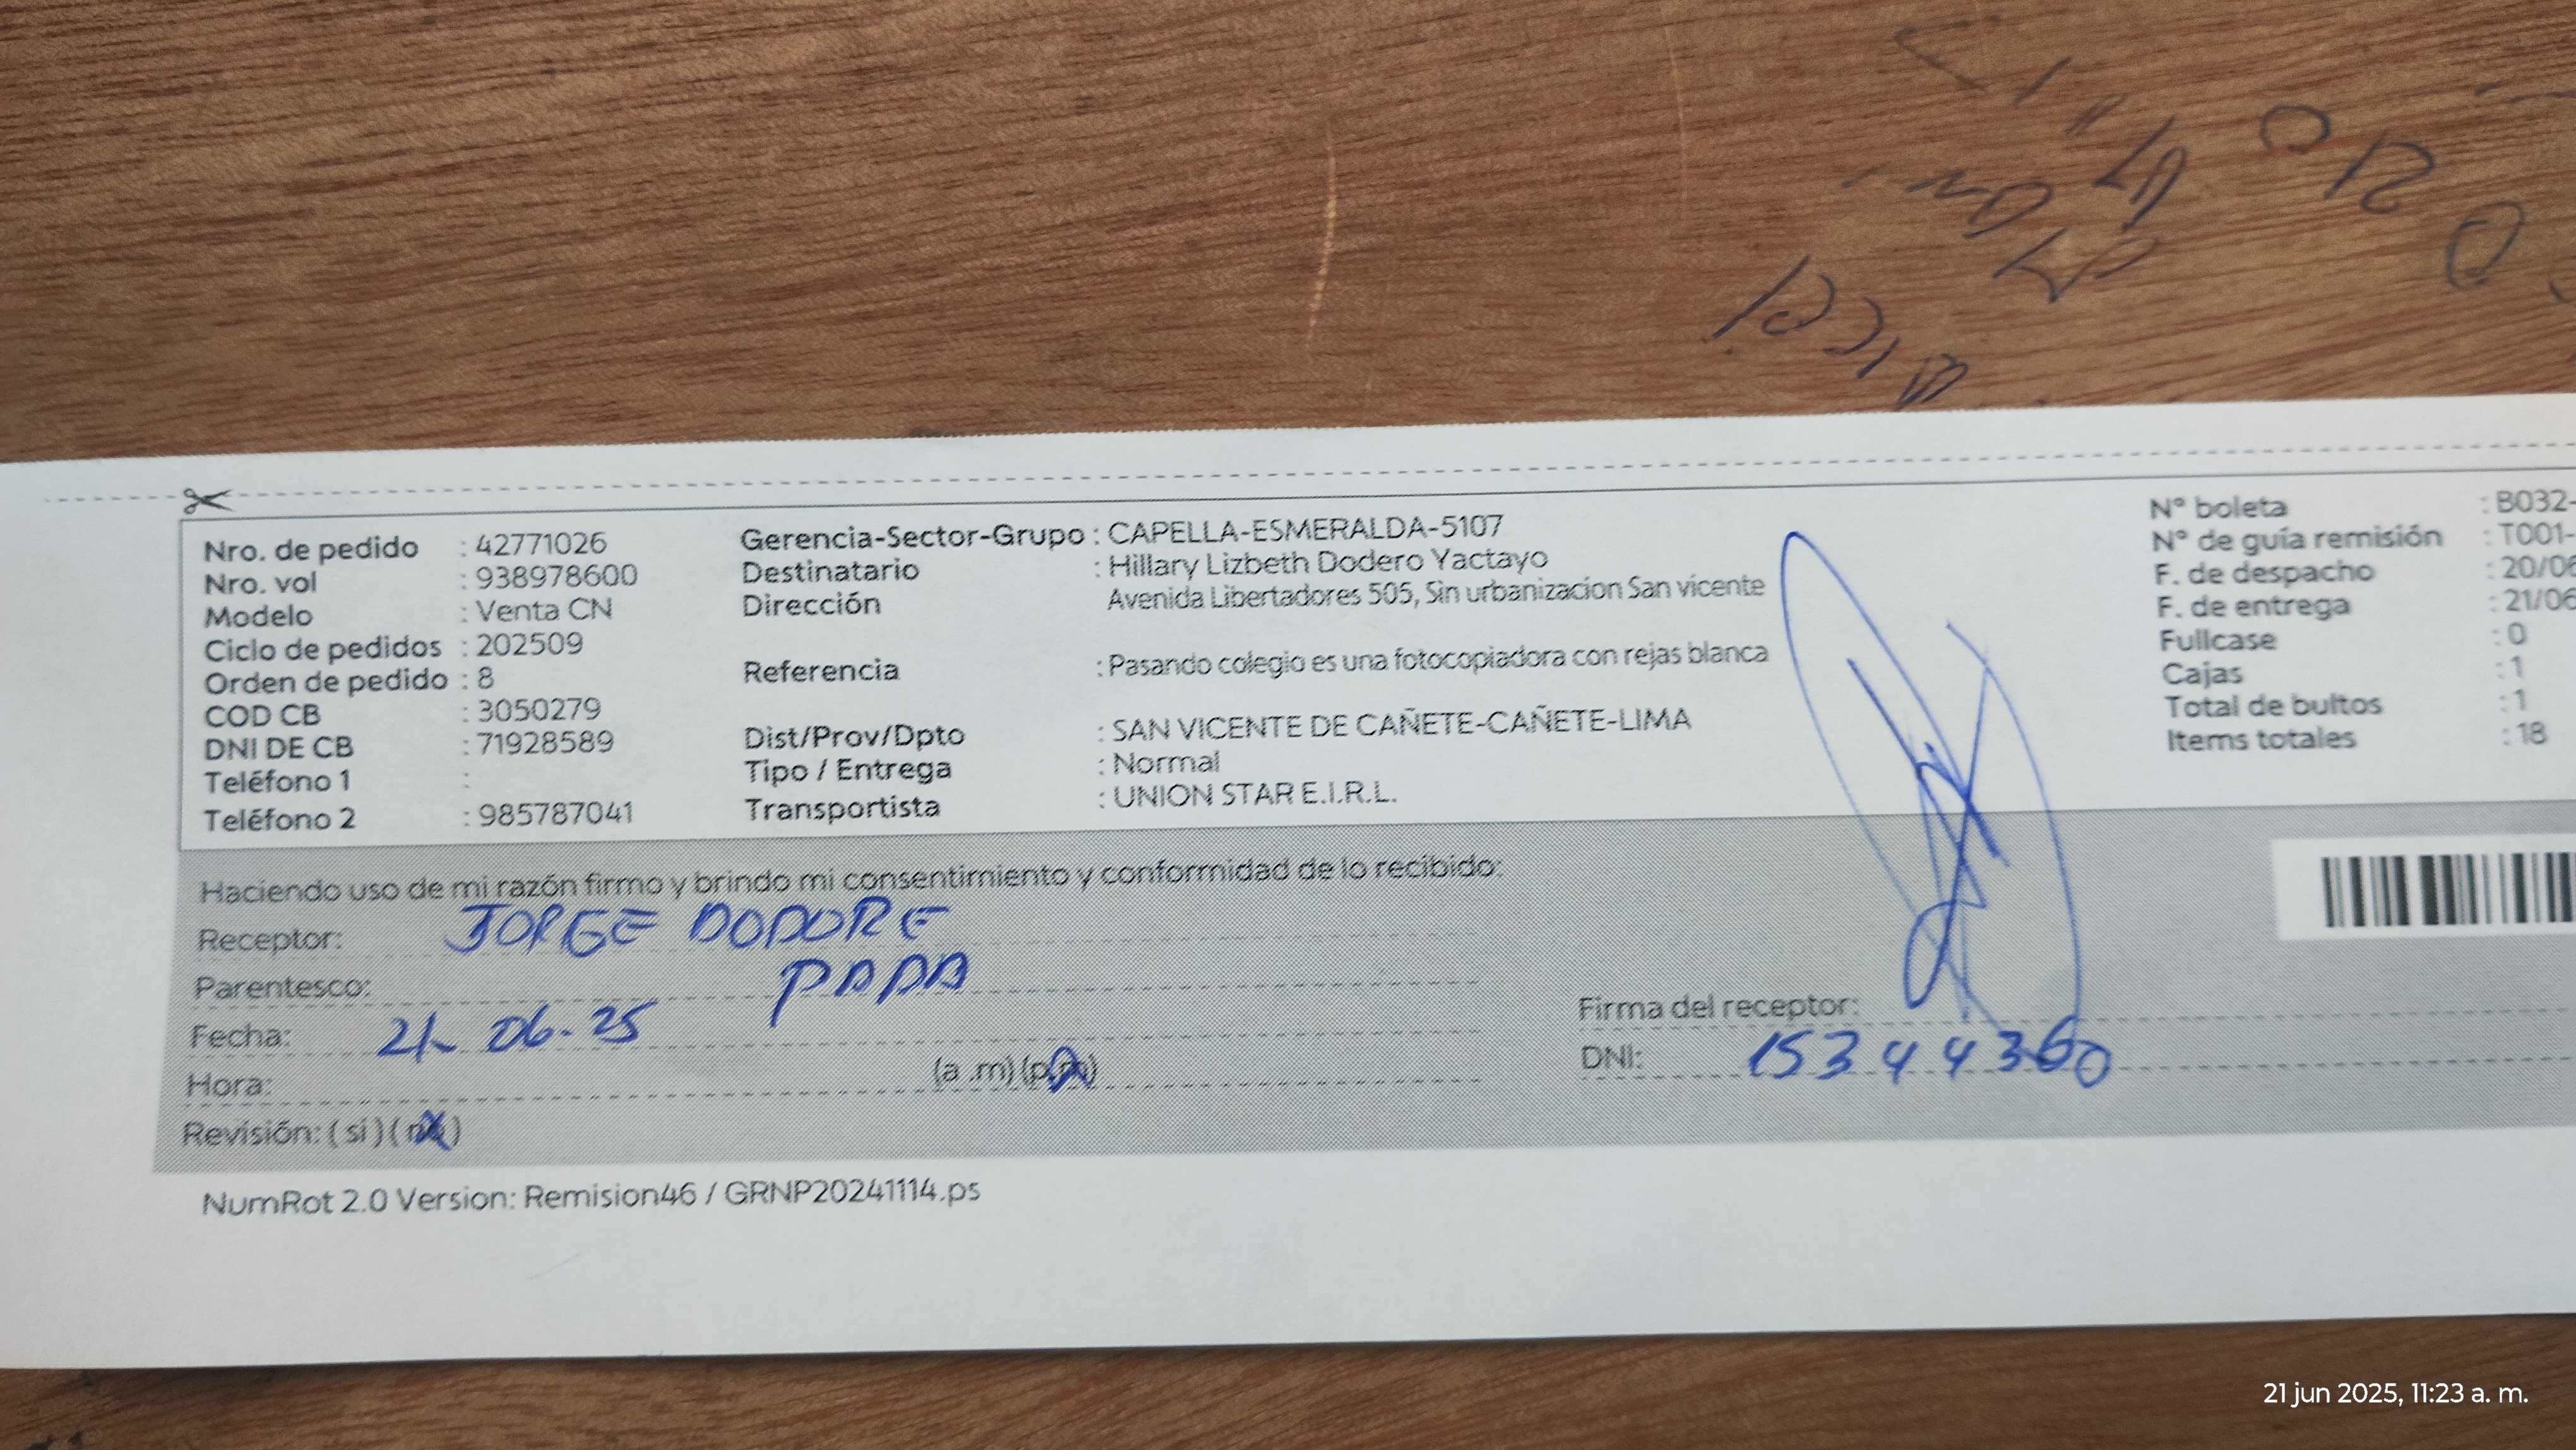 Nro. de pedido : 42771026
Nro. vol : 938978600
Modelo : Venta CN
Ciclo de pedidos : 202509
Orden de pedido : 8
COD CB : 3050279
DNI DE CB : 71928589
Teléfono 1 :
Teléfono 2 : 985787041
Gerencia-Sector-Grupo : CAPELLA-ESMERALDA-5107
Destinatario : Hillary Lizbeth Dodero Yactayo
Dirección Avenida Libertadores 505, Sin urbanizacion San vicente
Referencia : Pasando colegio es una fotocopiadora con rejas blanca
Dist/Prov/Dpto : SAN VICENTE DE CAÑETE-CAÑETE-LIMA
Tipo / Entrega : Normal
Transportista : UNION STAR E.I.R.L.
N° boleta : B032-
N° de guía remisión : T001-
F. de despacho : 20/06
F. de entrega : 21/06
Fullcase : 0
Cajas : 1
Total de bultos : 1
Items totales : 18
Haciendo uso de mi razón firmo y brindo mi consentimiento y conformidad de lo recibido:
Receptor: JORGE DODORE
Parentesco: PAPA
Fecha: 21-06-25
Hora: (a .m) (p.m)
Revisión: ( si ) ( no )
Firma del receptor:
DNI: 15344360
NumRot 2.0 Version: Remision46 / GRNP20241114.ps
21 jun 2025, 11:23 a. m.